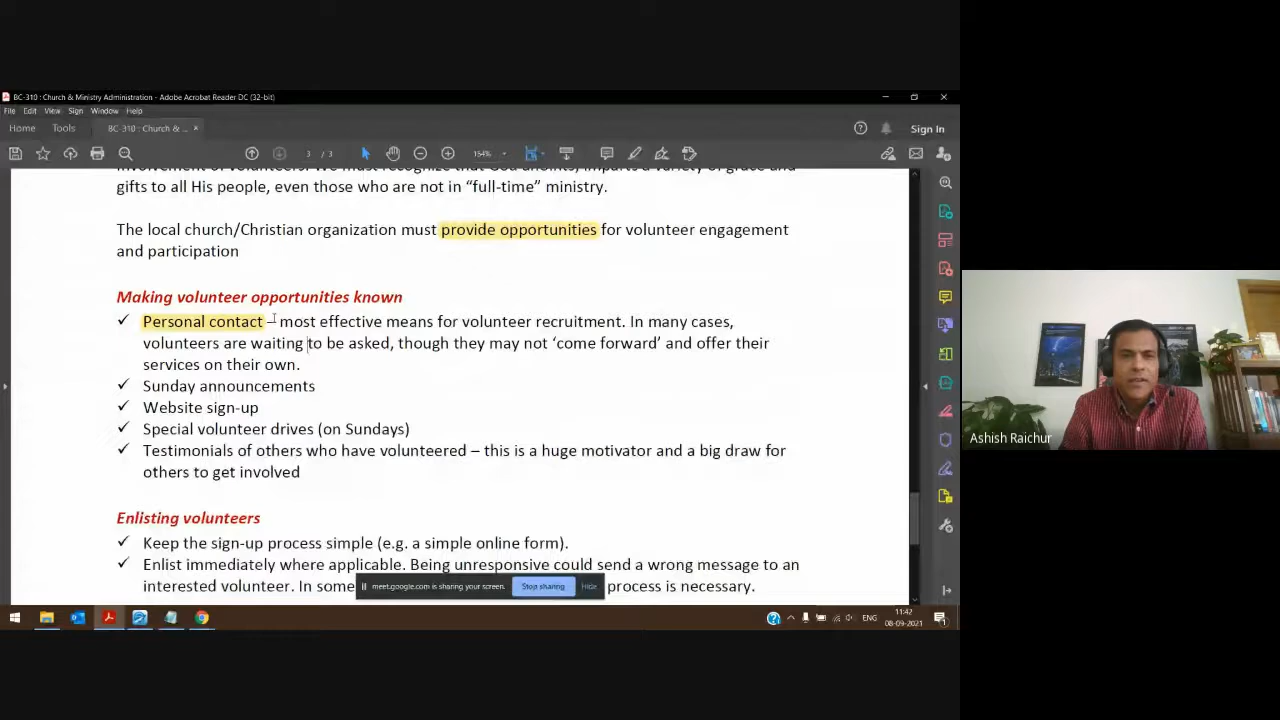 BC-310 : Church & Ministry Administration - Adobe Acrobat Reader DC (32-bit)
File Edit View Sign Window Help
Home Tools BC-310 : Church & ... × Sign In
3 / 3 154%
gifts to all His people, even those who are not in “full-time” ministry.
The local church/Christian organization must provide opportunities for volunteer engagement
and participation
Making volunteer opportunities known
✓ Personal contact – most effective means for volunteer recruitment. In many cases,
volunteers are waiting to be asked, though they may not ‘come forward’ and offer their
services on their own.
✓ Sunday announcements
✓ Website sign-up
✓ Special volunteer drives (on Sundays)
✓ Testimonials of others who have volunteered – this is a huge motivator and a big draw for
others to get involved
Enlisting volunteers
✓ Keep the sign-up process simple (e.g. a simple online form).
✓ Enlist immediately where applicable. Being unresponsive could send a wrong message to an
interested volunteer. In some process is necessary.
meet.google.com is sharing your screen. Stop sharing Hide
ENG
11:42
08-09-2021
Ashish Raichur